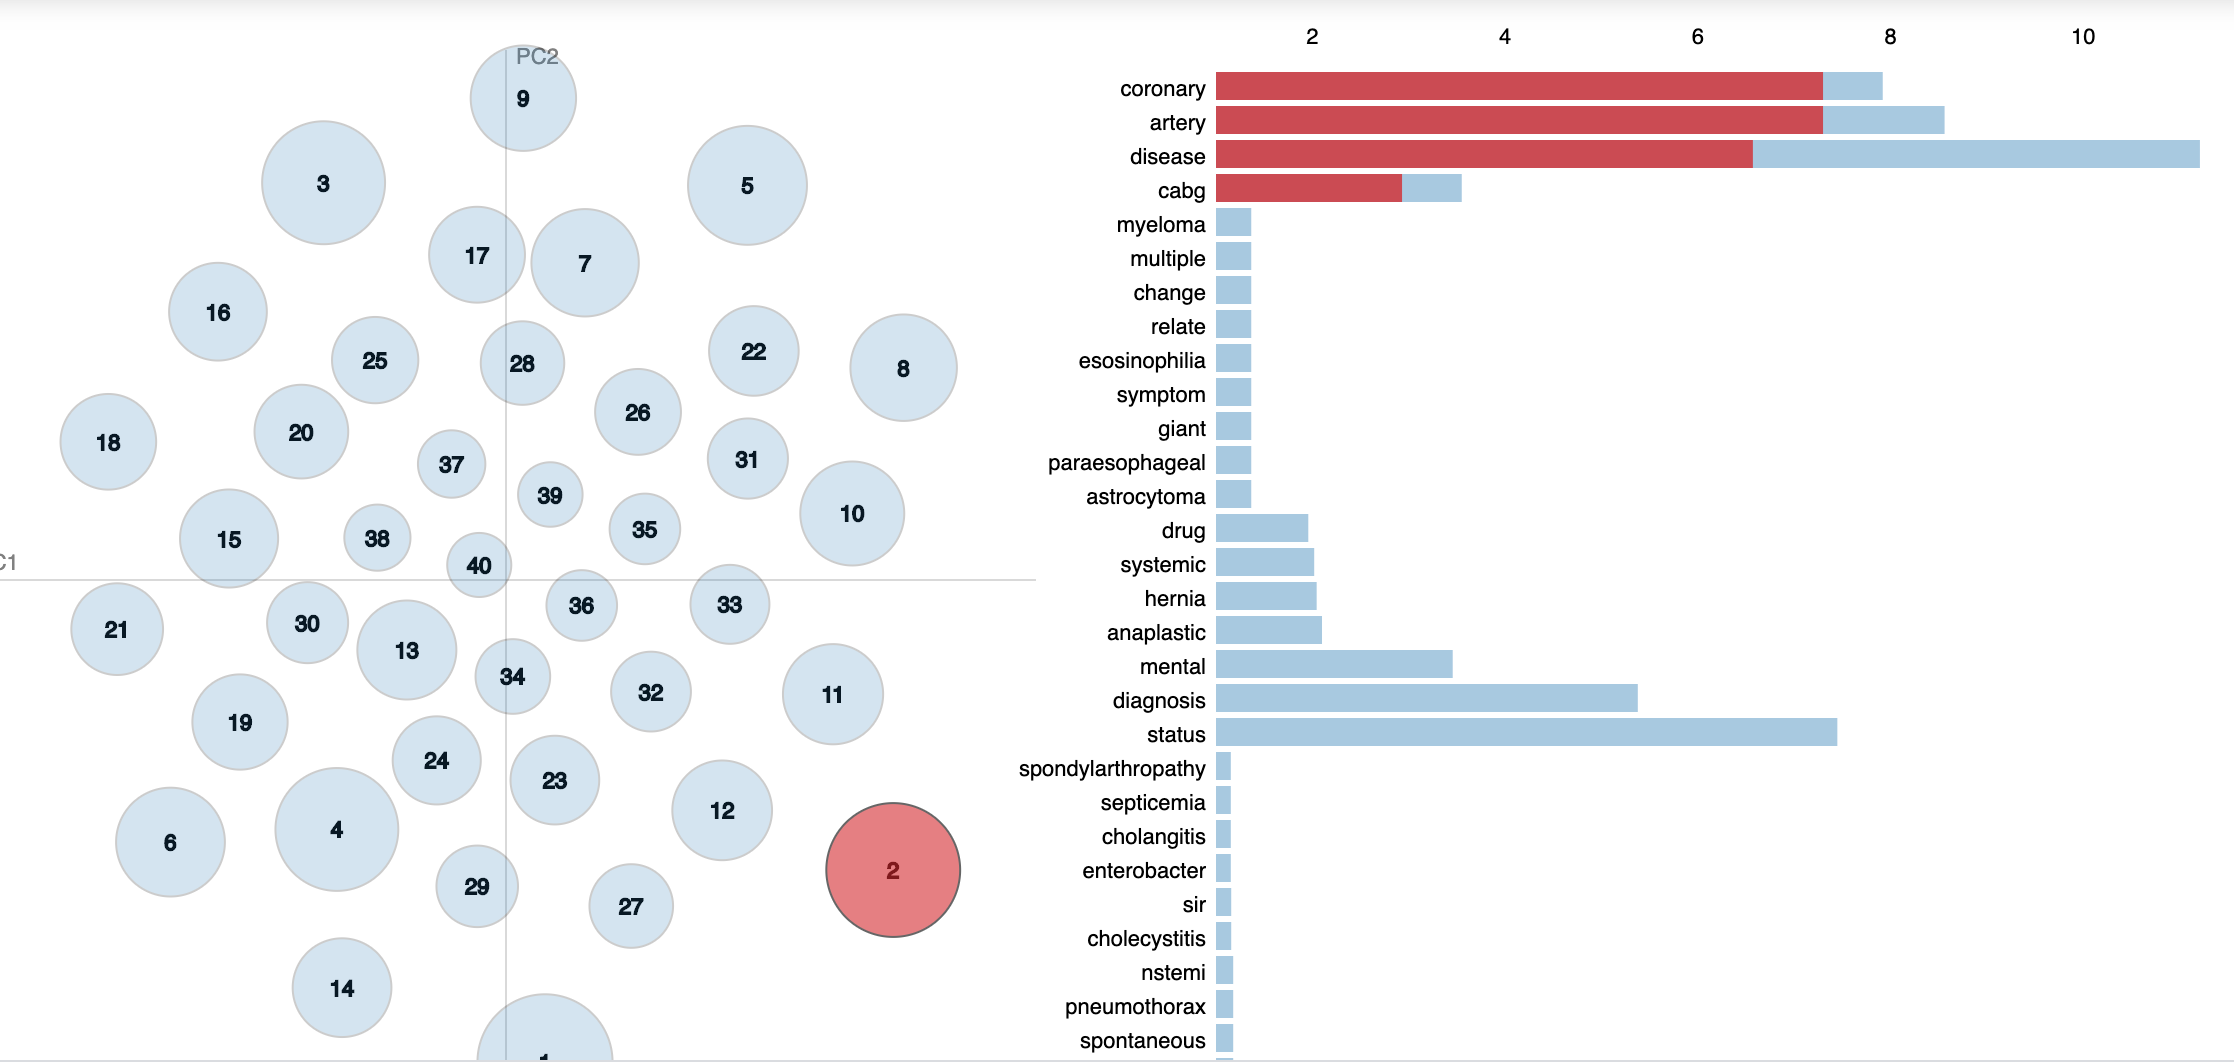 PC2
9
3
5
17
7
16
25
28
22
8
26
18
20
37
31
39
10
15
38
35
40
C1
36
33
21
30
13
34
32
11
19
24
23
12
6
4
2
29
27
14
2 4 6 8 10
coronary
artery
disease
cabg
myeloma
multiple
change
relate
esosinophilia
symptom
giant
paraesophageal
astrocytoma
drug
systemic
hernia
anaplastic
mental
diagnosis
status
spondylarthropathy
septicemia
cholangitis
enterobacter
sir
cholecystitis
nstemi
pneumothorax
spontaneous